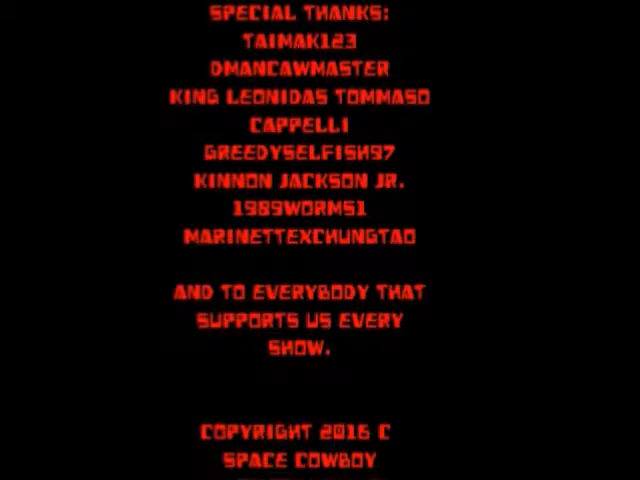 SPECIAL THANKS:
TAIMAK123
DMANCAWMASTER
KING LEONIDAS TOMMASO
CAPPELLI
GREEDYSELFISH97
KINNON JACKSON JR.
1989WORMS1
MARINETTEXCHUNGTAO
AND TO EVERYBODY THAT
SUPPORTS US EVERY
SHOW.
COPYRIGHT 2016 C
SPACE COWBOY